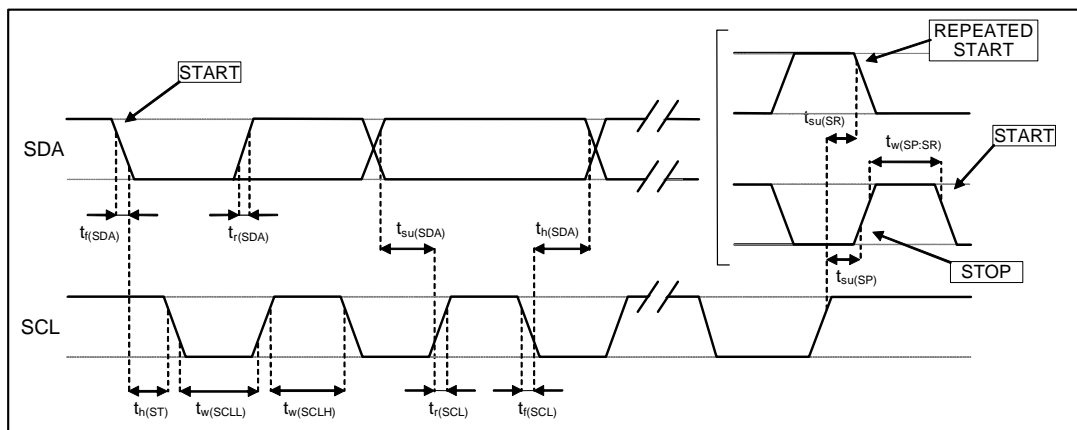 REPEATED
START
START
t_su(SR)
t_w(SP:SR)
START
SDA
t_f(SDA)
t_r(SDA)
t_su(SDA)
t_h(SDA)
t_su(SP)
STOP
SCL
t_h(ST)
t_w(SCLL)
t_w(SCLH)
t_r(SCL)
t_f(SCL)